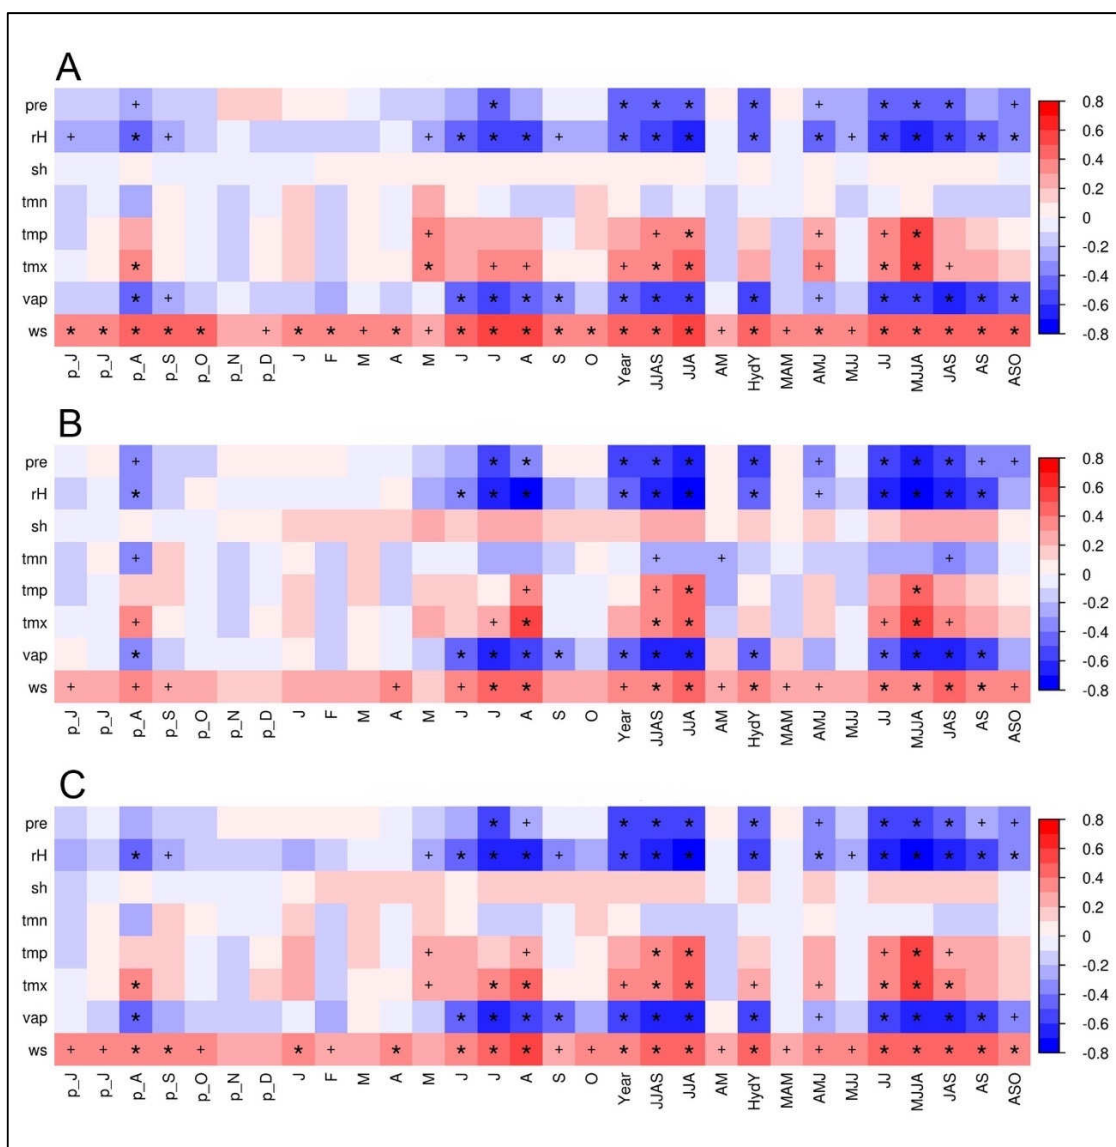 A
pre
rH
sh
tmn
tmp
tmx
vap
ws
p_J p_J p_A p_S p_O p_N p_D J F M A M J J A S O Year JJAS JJA AM HydY MAM AMJ MJJ JJ MJJA JAS AS ASO
0.8
0.6
0.4
0.2
0
-0.2
-0.4
-0.6
-0.8
B
pre
rH
sh
tmn
tmp
tmx
vap
ws
p_J p_J p_A p_S p_O p_N p_D J F M A M J J A S O Year JJAS JJA AM HydY MAM AMJ MJJ JJ MJJA JAS AS ASO
0.8
0.6
0.4
0.2
0
-0.2
-0.4
-0.6
-0.8
C
pre
rH
sh
tmn
tmp
tmx
vap
ws
p_J p_J p_A p_S p_O p_N p_D J F M A M J J A S O Year JJAS JJA AM HydY MAM AMJ MJJ JJ MJJA JAS AS ASO
0.8
0.6
0.4
0.2
0
-0.2
-0.4
-0.6
-0.8